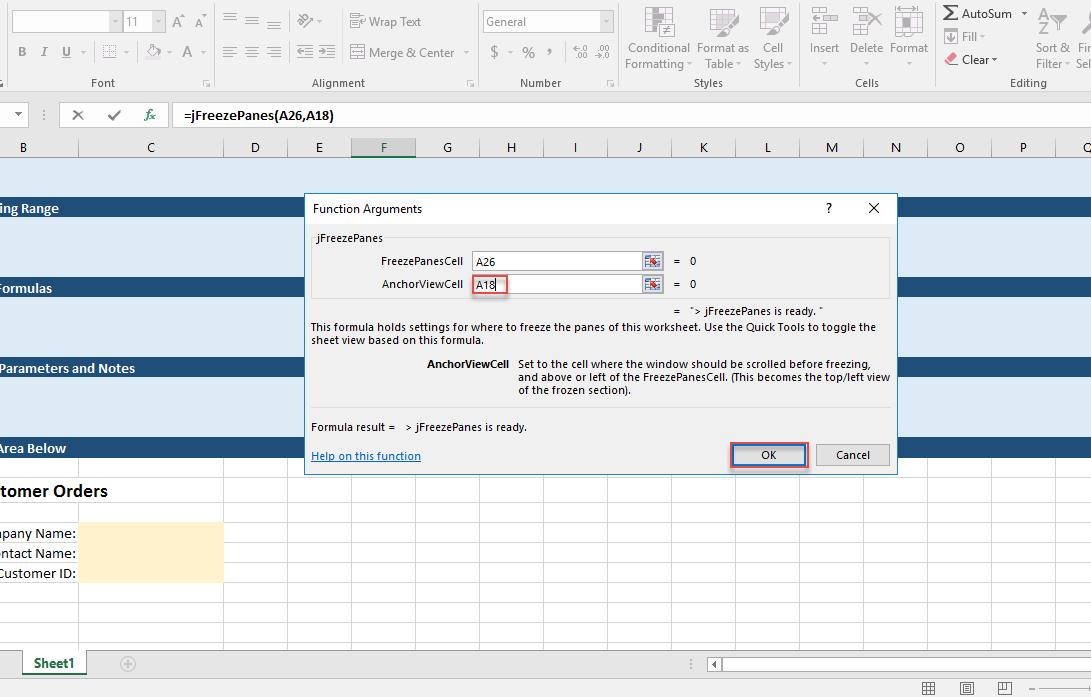 11 A A Wrap Text General AutoSum
B I U A Merge & Center $ % , .00 .0 Conditional Formatting Format as Table Cell Styles Insert Delete Format Fill Clear Sort & Filter
Font Alignment Number Styles Cells Editing
fx =jFreezePanes(A26,A18)
B C D E F G H I J K L M N O P Q
ing Range
Formulas
Parameters and Notes
Area Below
tomer Orders
mpany Name:
ntact Name:
Customer ID:
Function Arguments ?
jFreezePanes
FreezePanesCell A26 = 0
AnchorViewCell A18 = 0
= "> jFreezePanes is ready. "
This formula holds settings for where to freeze the panes of this worksheet. Use the Quick Tools to toggle the
sheet view based on this formula.
AnchorViewCell Set to the cell where the window should be scrolled before freezing,
and above or left of the FreezePanesCell. (This becomes the top/left view
of the frozen section).
Formula result = > jFreezePanes is ready.
Help on this function OK Cancel
Sheet1